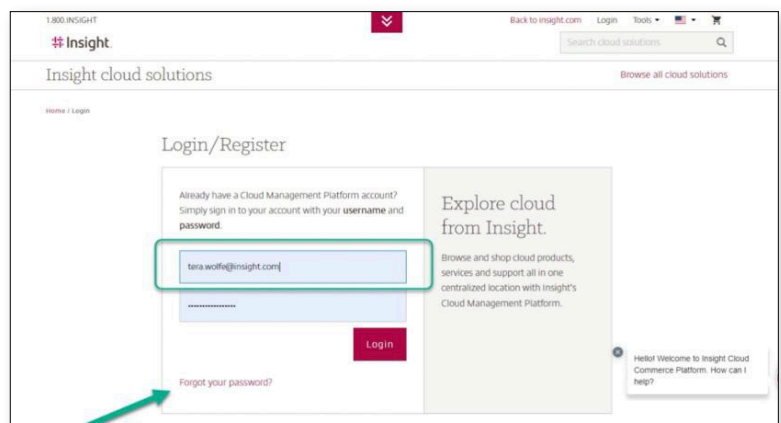 1.800.INSIGHT
Back to insight.com Login Tools
Insight.
Search cloud solutions
Insight cloud solutions
Browse all cloud solutions
Home / Login
Login/Register
Already have a Cloud Management Platform account?
Simply sign in to your account with your username and
password.
tera.wolfe@insight.com
Login
Forgot your password?
Explore cloud
from Insight.
Browse and shop cloud products,
services and support all in one
centralized location with Insight's
Cloud Management Platform.
Hello! Welcome to Insight Cloud
Commerce Platform. How can I
help?